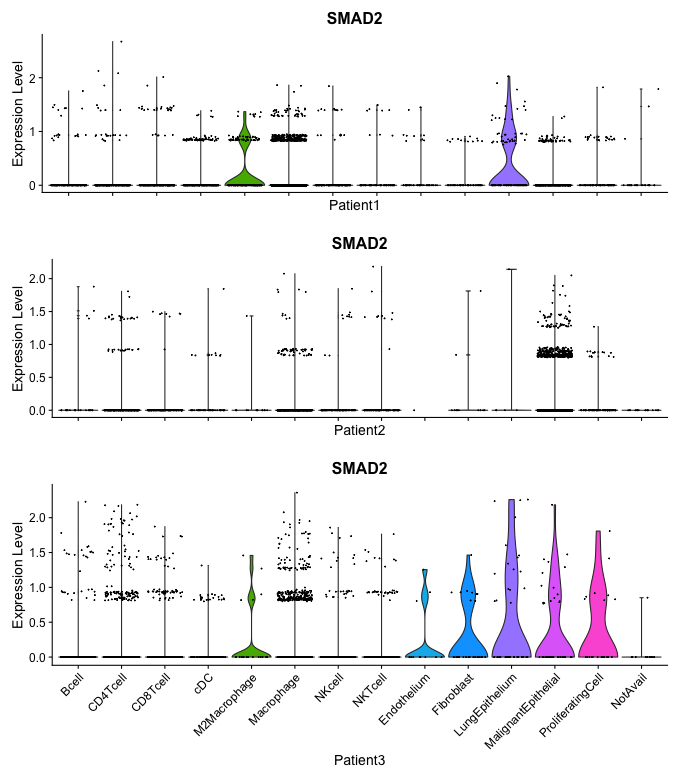 SMAD2
Expression Level
2
1
0
Patient1
SMAD2
Expression Level
2.0
1.5
1.0
0.5
0.0
Patient2
SMAD2
Expression Level
2.0
1.5
1.0
0.5
0.0
Bcell
CD4Tcell
CD8Tcell
cDC
M2Macrophage
Macrophage
NKcell
NKTcell
Endothelium
Fibroblast
LungEpithelium
MalignantEpithelial
ProliferatingCell
NotAvail
Patient3